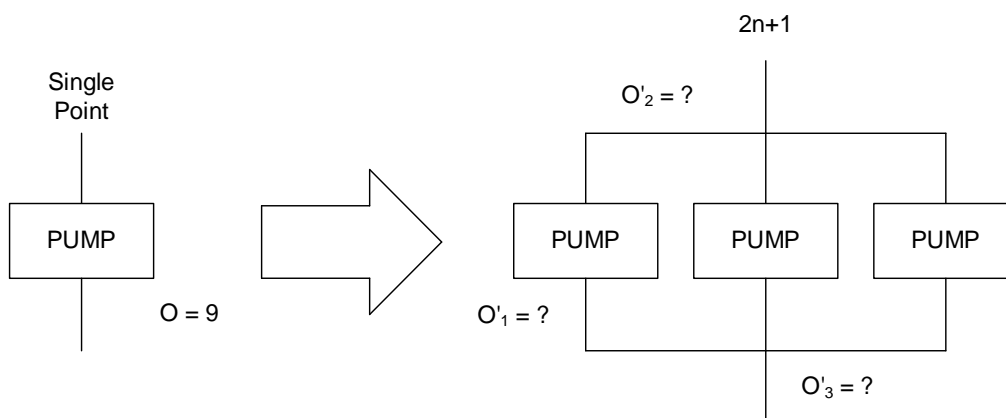 Single
Point
PUMP
O = 9
2n+1
O'₂ = ?
PUMP
PUMP
PUMP
O'₁ = ?
O'₃ = ?